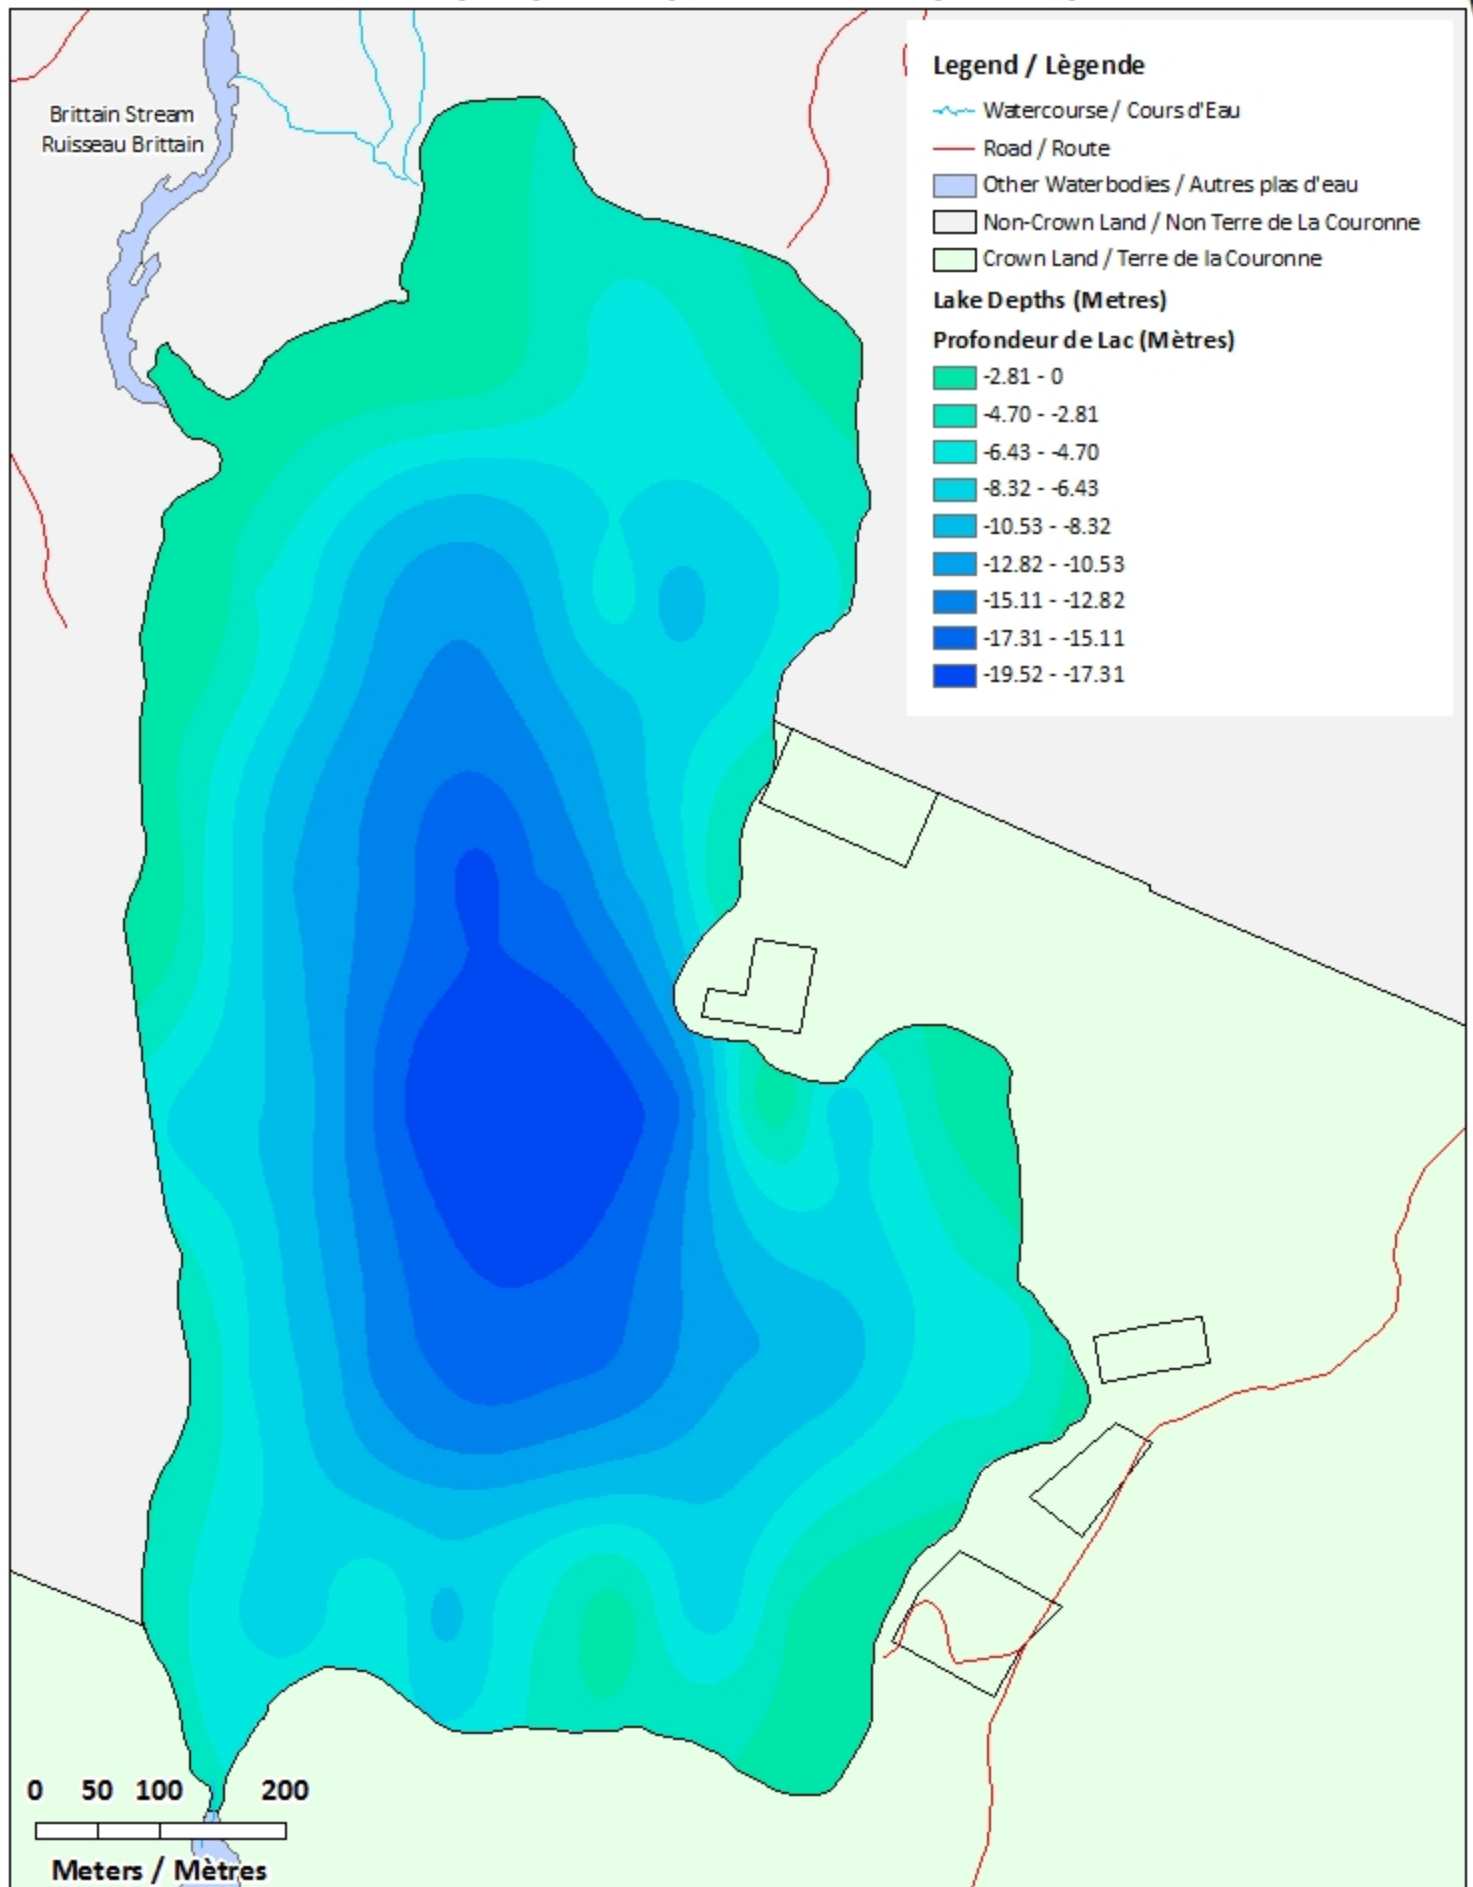 Brittain Stream
Ruisseau Brittain
Legend / Lègende
Watercourse / Cours d'Eau
Road / Route
Other Waterbodies / Autres plas d'eau
Non-Crown Land / Non Terre de La Couronne
Crown Land / Terre de la Couronne
Lake Depths (Metres)
Profondeur de Lac (Mètres)
-2.81 - 0
-4.70 - -2.81
-6.43 - -4.70
-8.32 - -6.43
-10.53 - -8.32
-12.82 - -10.53
-15.11 - -12.82
-17.31 - -15.11
-19.52 - -17.31
0 50 100 200
Meters / Mètres